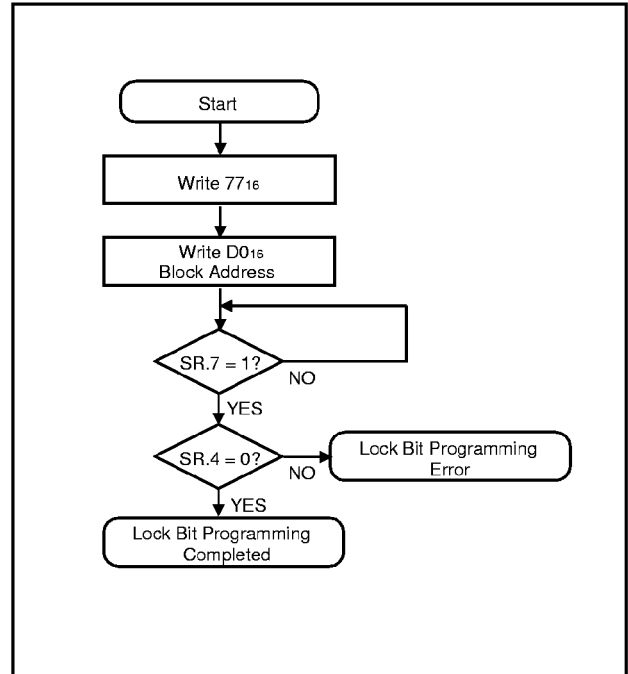 Start
Write 77₁₆
Write D0₁₆
Block Address
SR.7 = 1?
NO
YES
SR.4 = 0?
NO
Lock Bit Programming
Error
YES
Lock Bit Programming
Completed